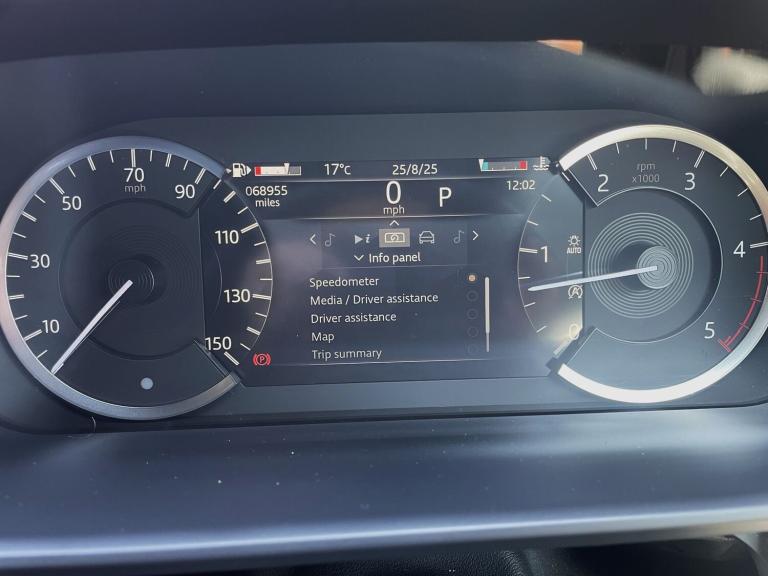 17°C 25/8/25
068955 0 P 12:02
miles mph
Info panel
Speedometer
Media / Driver assistance
Driver assistance
Map
Trip summary
10
30
50
70
mph
90
110
130
150
P
rpm
x1000
0
1
2
3
4
5
AUTO
A
i